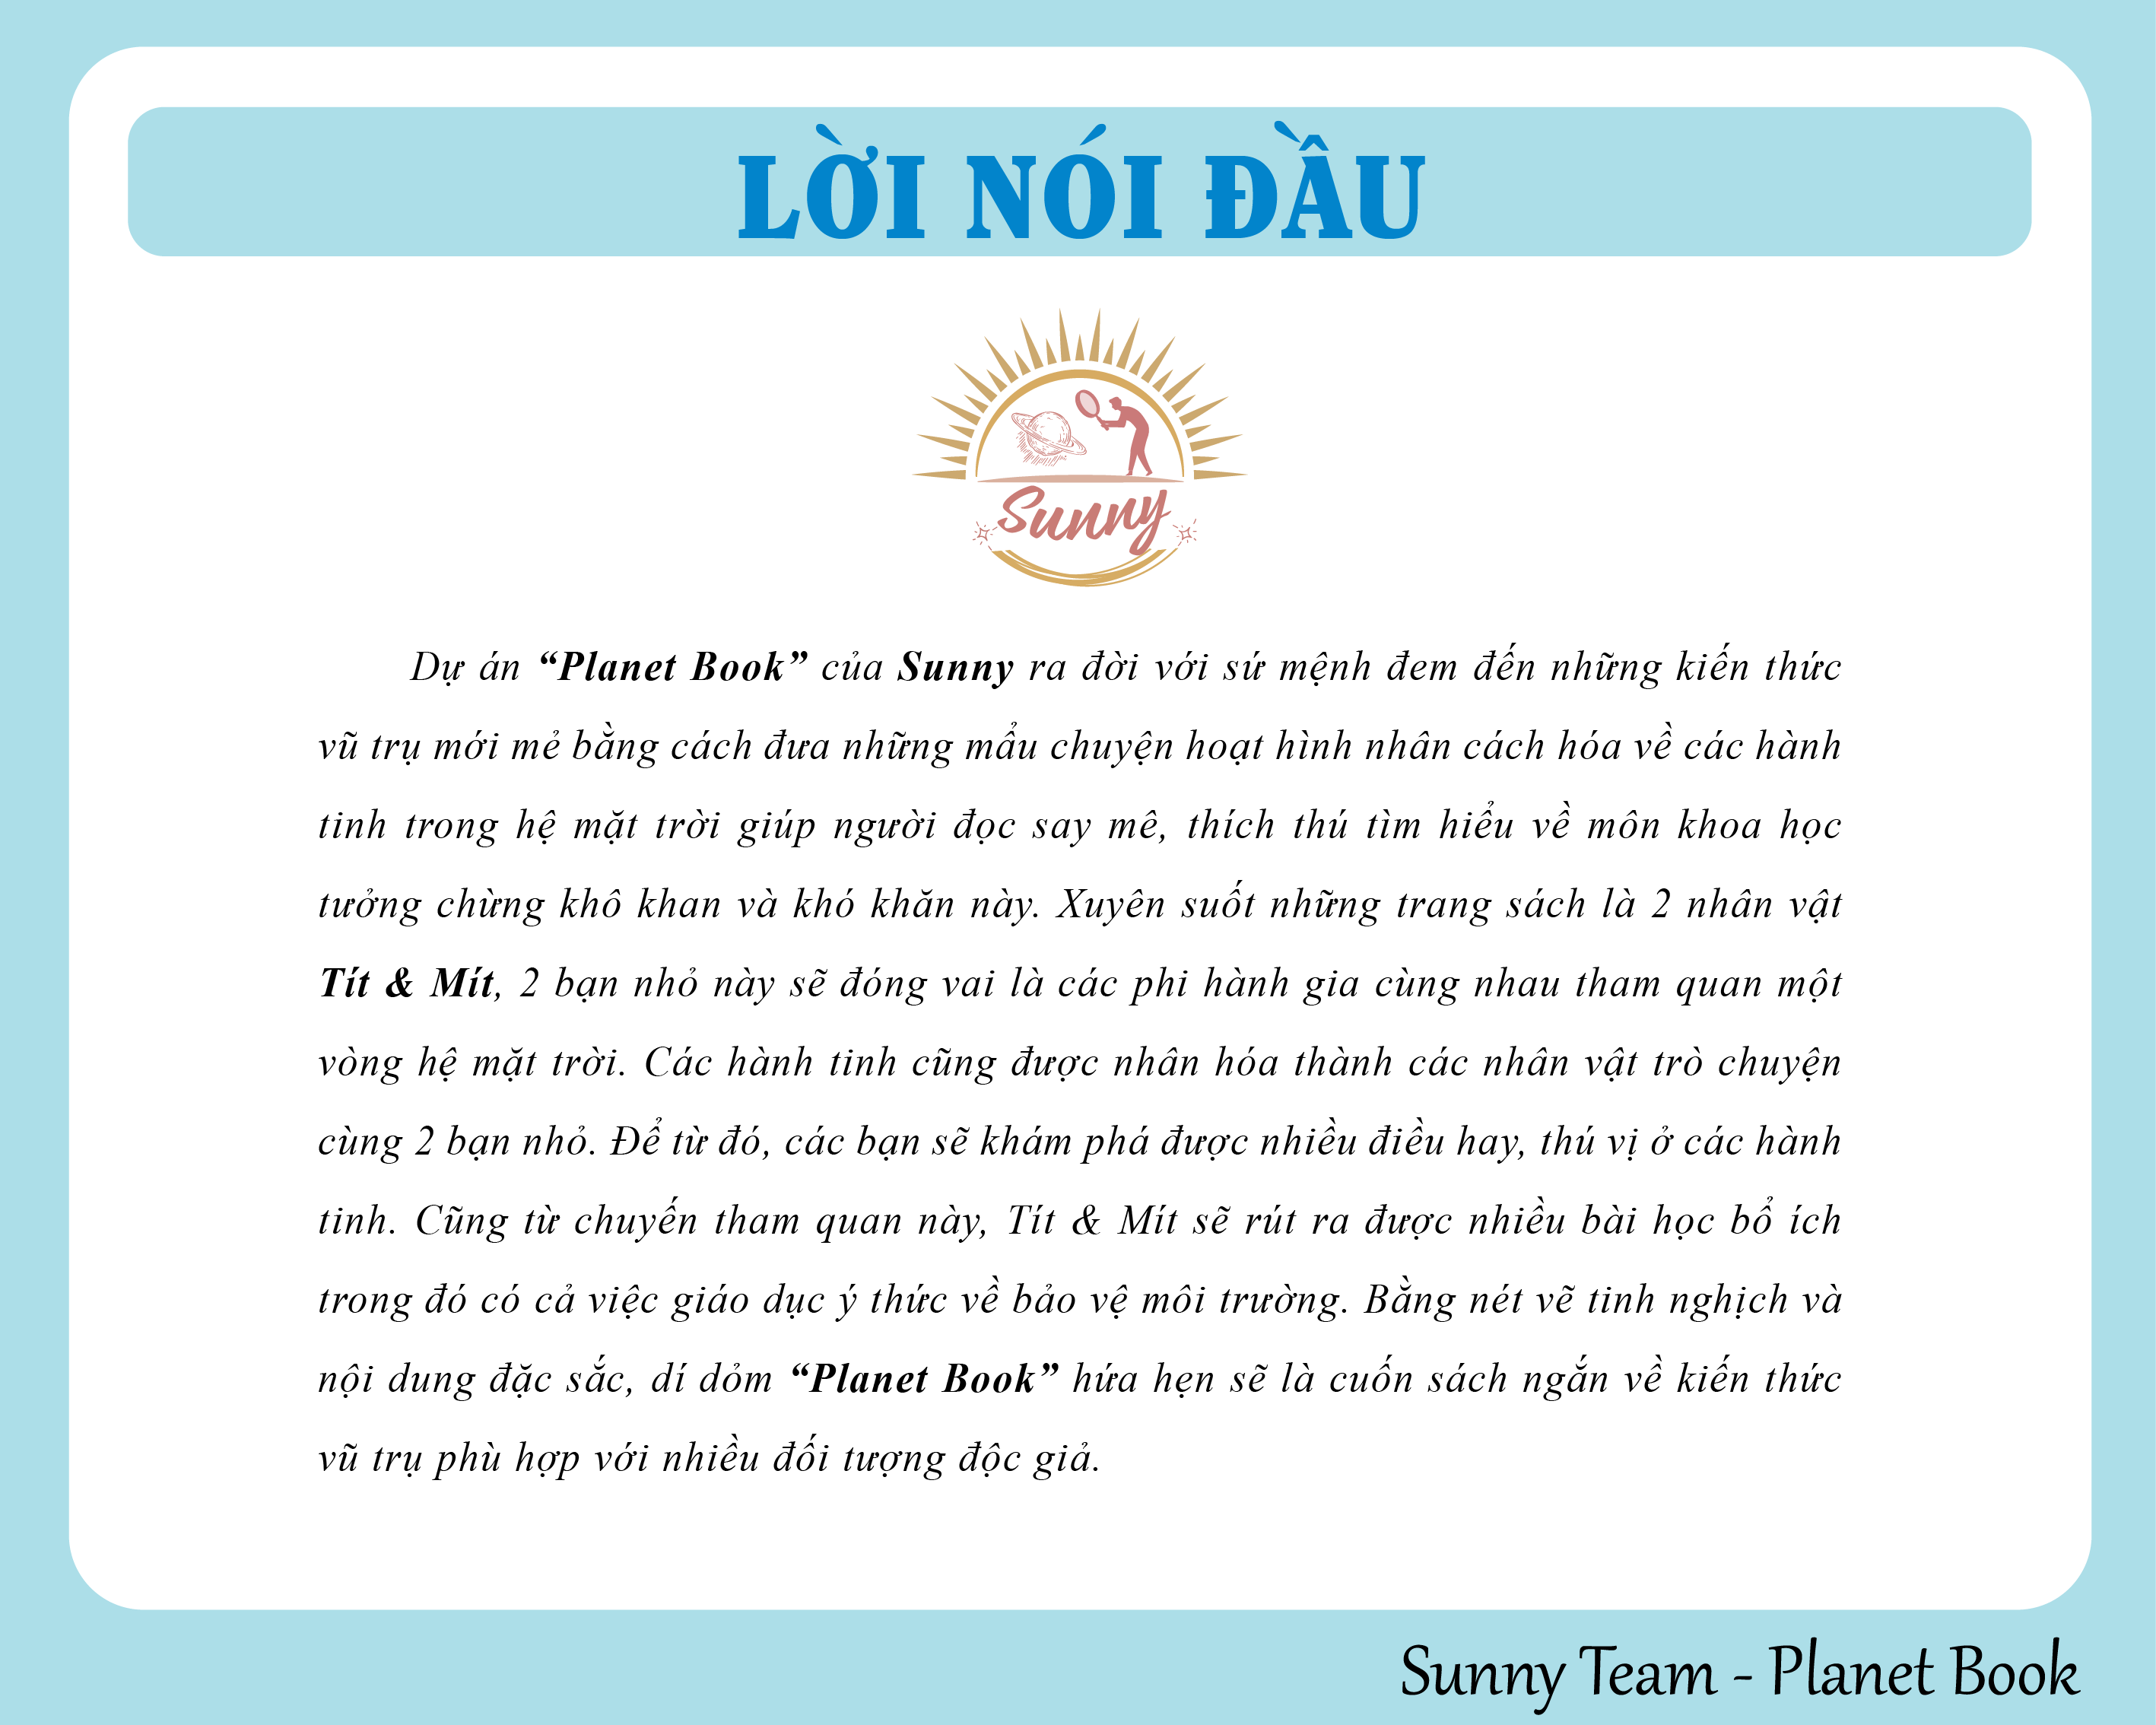 LỜI NÓI ĐẦU
Sunny
Dự án “Planet Book” của Sunny ra đời với sứ mệnh đem đến những kiến thức
vũ trụ mới mẻ bằng cách đưa những mẩu chuyện hoạt hình nhân cách hóa về các hành
tinh trong hệ mặt trời giúp người đọc say mê, thích thú tìm hiểu về môn khoa học
tưởng chừng khô khan và khó khăn này. Xuyên suốt những trang sách là 2 nhân vật
Tít & Mít, 2 bạn nhỏ này sẽ đóng vai là các phi hành gia cùng nhau tham quan một
vòng hệ mặt trời. Các hành tinh cũng được nhân hóa thành các nhân vật trò chuyện
cùng 2 bạn nhỏ. Để từ đó, các bạn sẽ khám phá được nhiều điều hay, thú vị ở các hành
tinh. Cũng từ chuyến tham quan này, Tít & Mít sẽ rút ra được nhiều bài học bổ ích
trong đó có cả việc giáo dục ý thức về bảo vệ môi trường. Bằng nét vẽ tinh nghịch và
nội dung đặc sắc, dí dỏm “Planet Book” hứa hẹn sẽ là cuốn sách ngắn về kiến thức
vũ trụ phù hợp với nhiều đối tượng độc giả.
Sunny Team - Planet Book